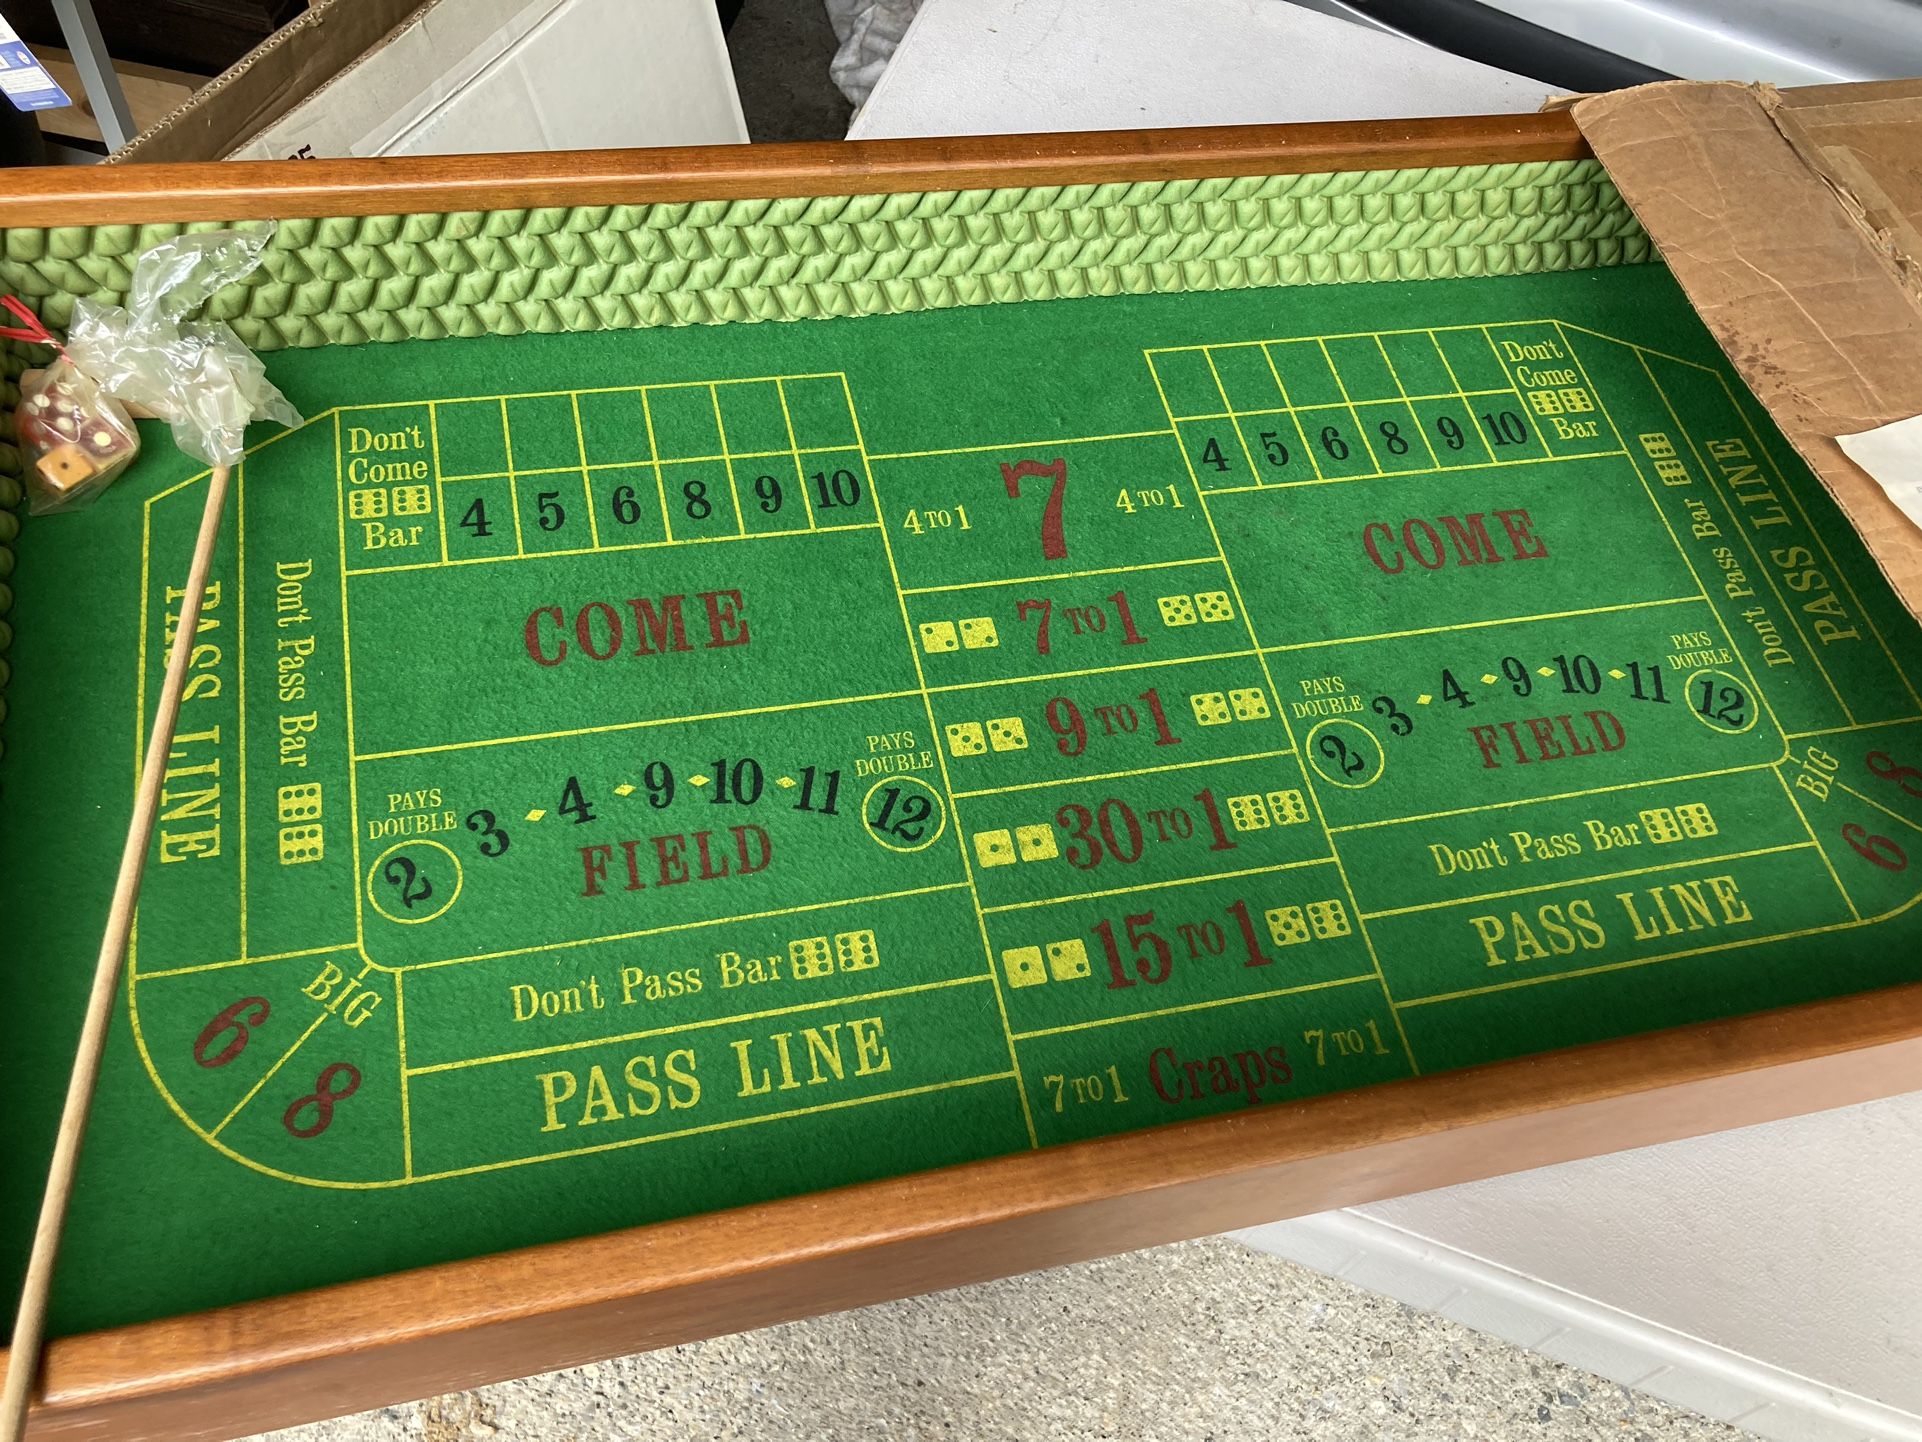 Don't
Come
Bar
4 5 6 8 9 10
4 TO 1 7 4 TO 1
4 5 6 8 9 10
Don't
Come
Bar
PASS LINE
Don't Pass Bar
COME
7 TO 1
COME
Don't Pass Bar
PASS LINE
9 TO 1
PAYS
DOUBLE
2 3 4 9 10 11 12
PAYS
DOUBLE
FIELD
PAYS
DOUBLE
2 3 4 9 10 11 12
PAYS
DOUBLE
FIELD
30 TO 1
Don't Pass Bar
15 TO 1
Don't Pass Bar
PASS LINE
7 TO 1 Craps 7 TO 1
PASS LINE
BIG
6
8
BIG
8
6